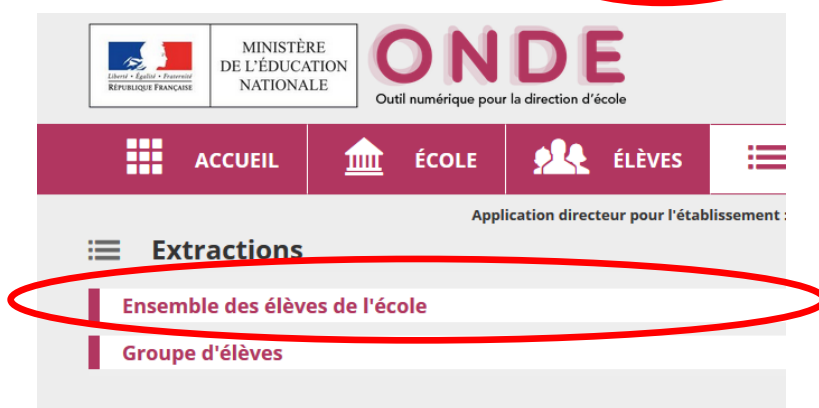 MINISTÈRE
DE L'ÉDUCATION
NATIONALE
Liberté • Égalité • Fraternité
RÉPUBLIQUE FRANÇAISE
ONDE
Outil numérique pour la direction d'école
ACCUEIL
ÉCOLE
ÉLÈVES
Application directeur pour l'établissement :
Extractions
Ensemble des élèves de l'école
Groupe d'élèves